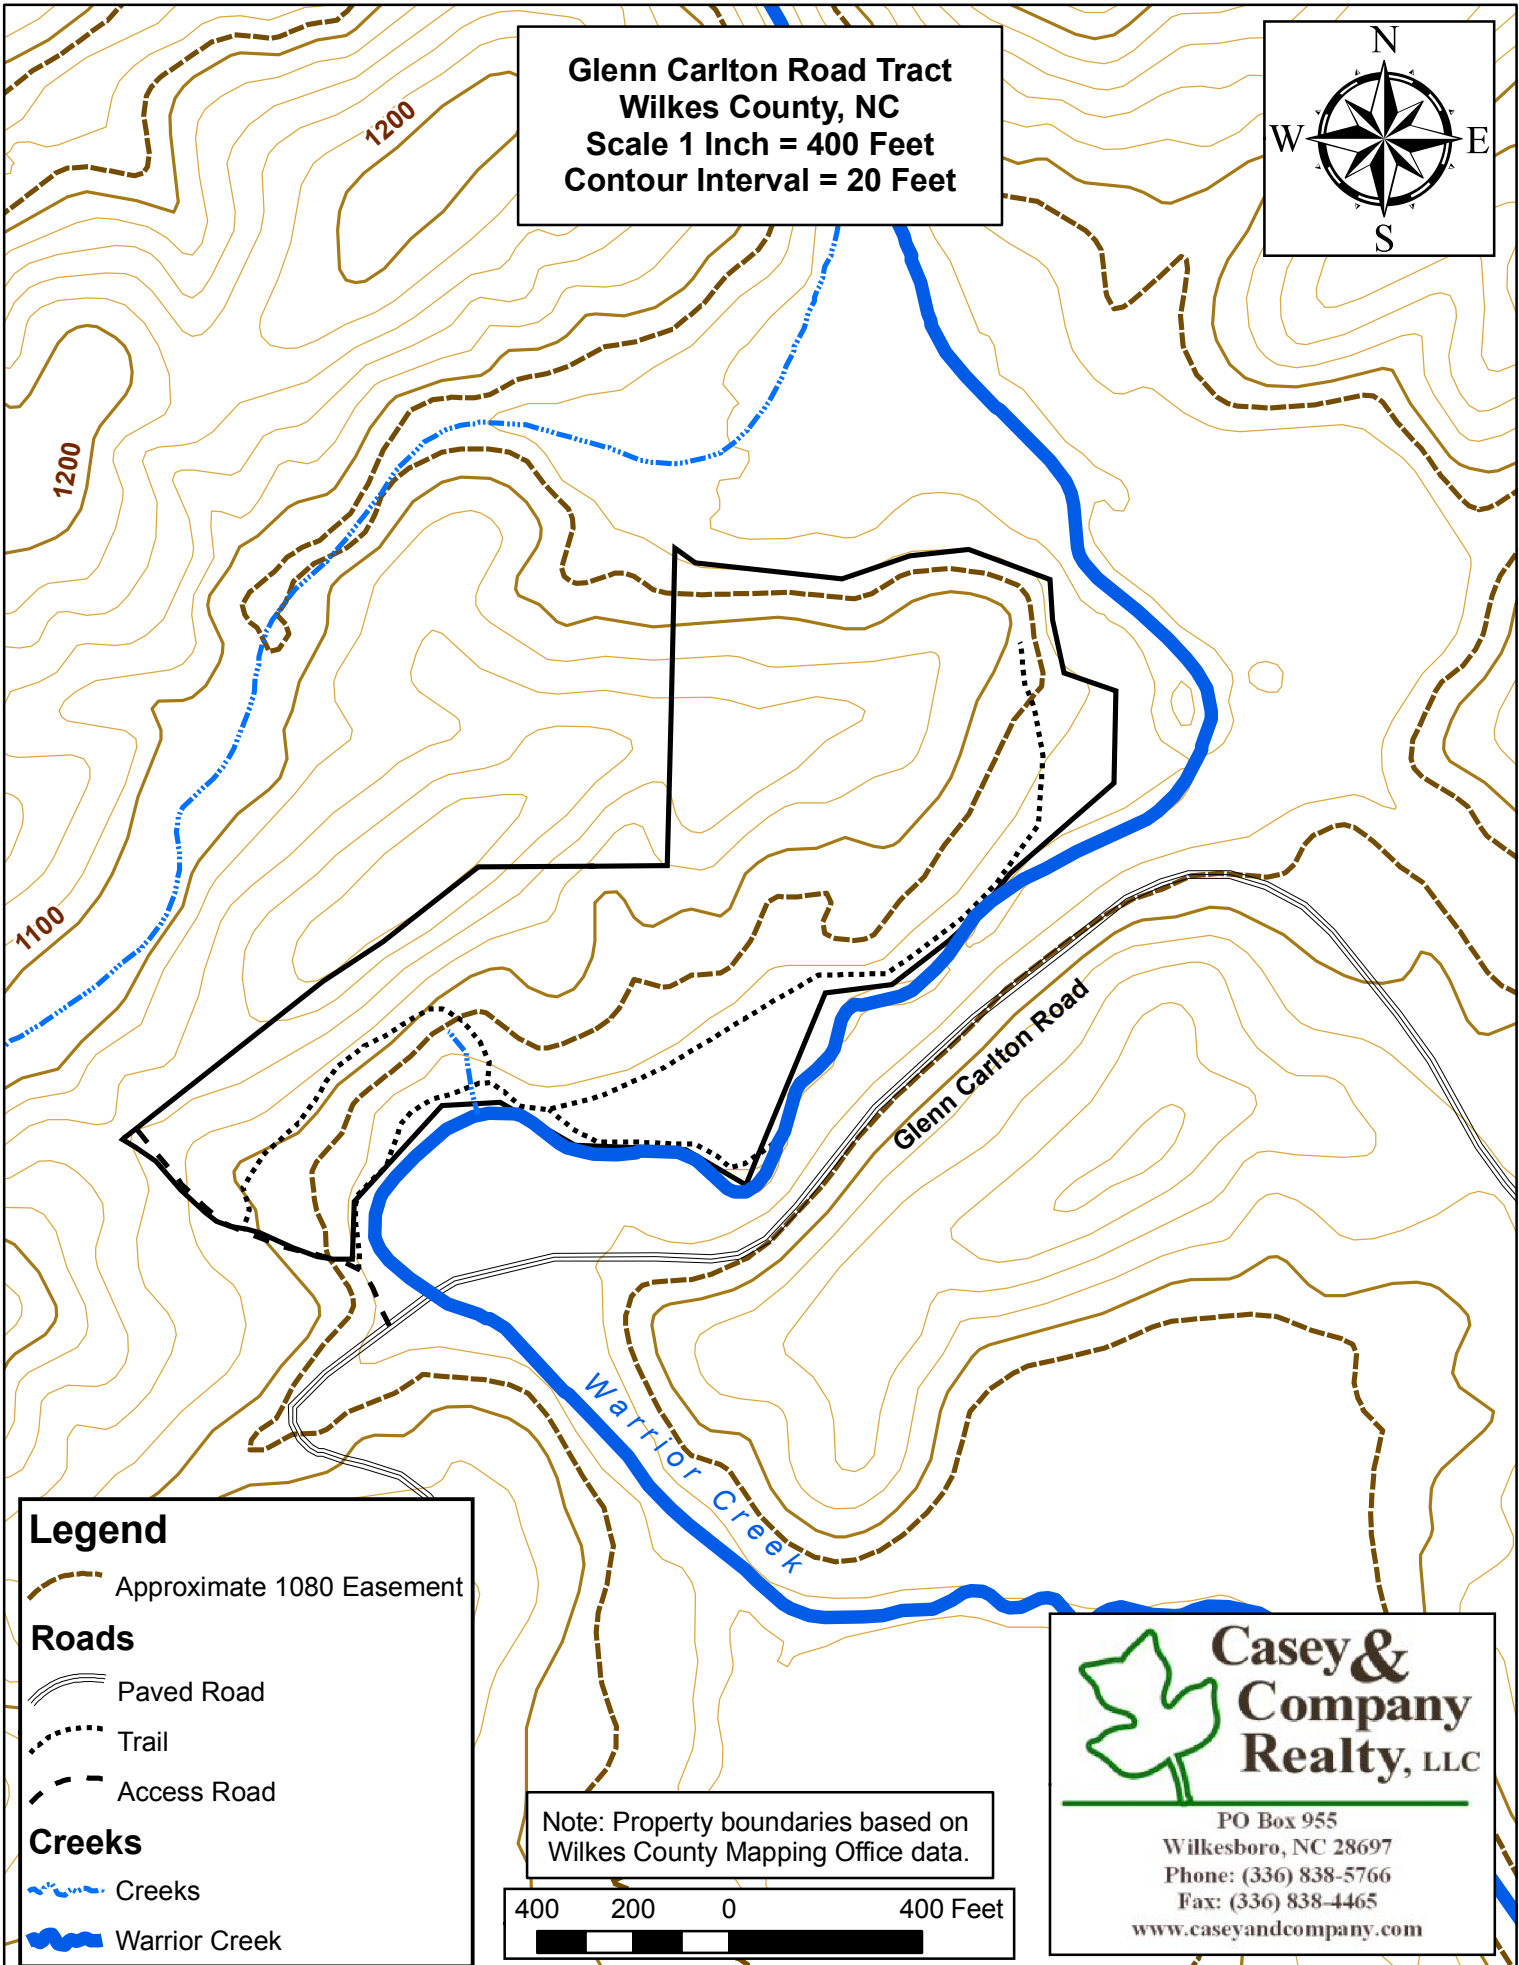 Glenn Carlton Road Tract
Wilkes County, NC
Scale 1 Inch = 400 Feet
Contour Interval = 20 Feet
N
W
E
S
1200
1200
1100
Glenn Carlton Road
Warrior Creek
Legend
Approximate 1080 Easement
Roads
Paved Road
Trail
Access Road
Creeks
Creeks
Warrior Creek
Note: Property boundaries based on
Wilkes County Mapping Office data.
400 200 0 400 Feet
Casey &
Company
Realty, LLC
PO Box 955
Wilkesboro, NC 28697
Phone: (336) 838-5766
Fax: (336) 838-4465
www.caseyandcompany.com